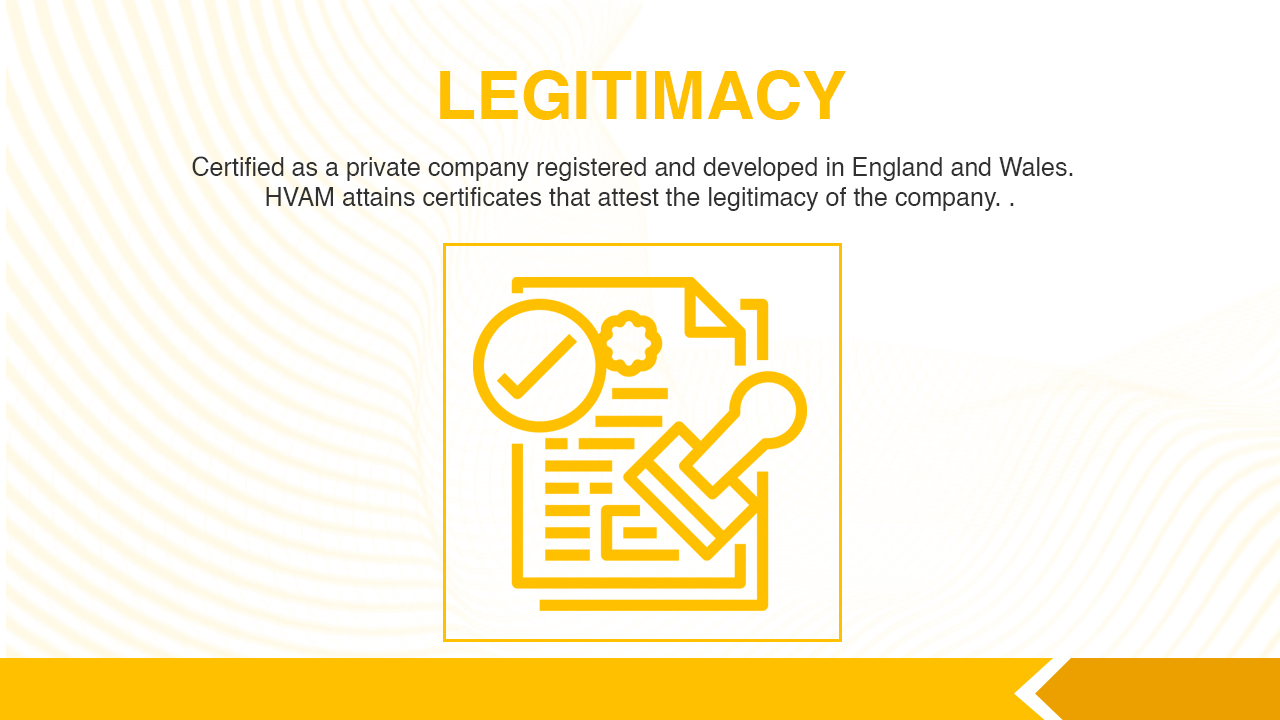 LEGITIMACY
Certified as a private company registered and developed in England and Wales.
HVAM attains certificates that attest the legitimacy of the company. .